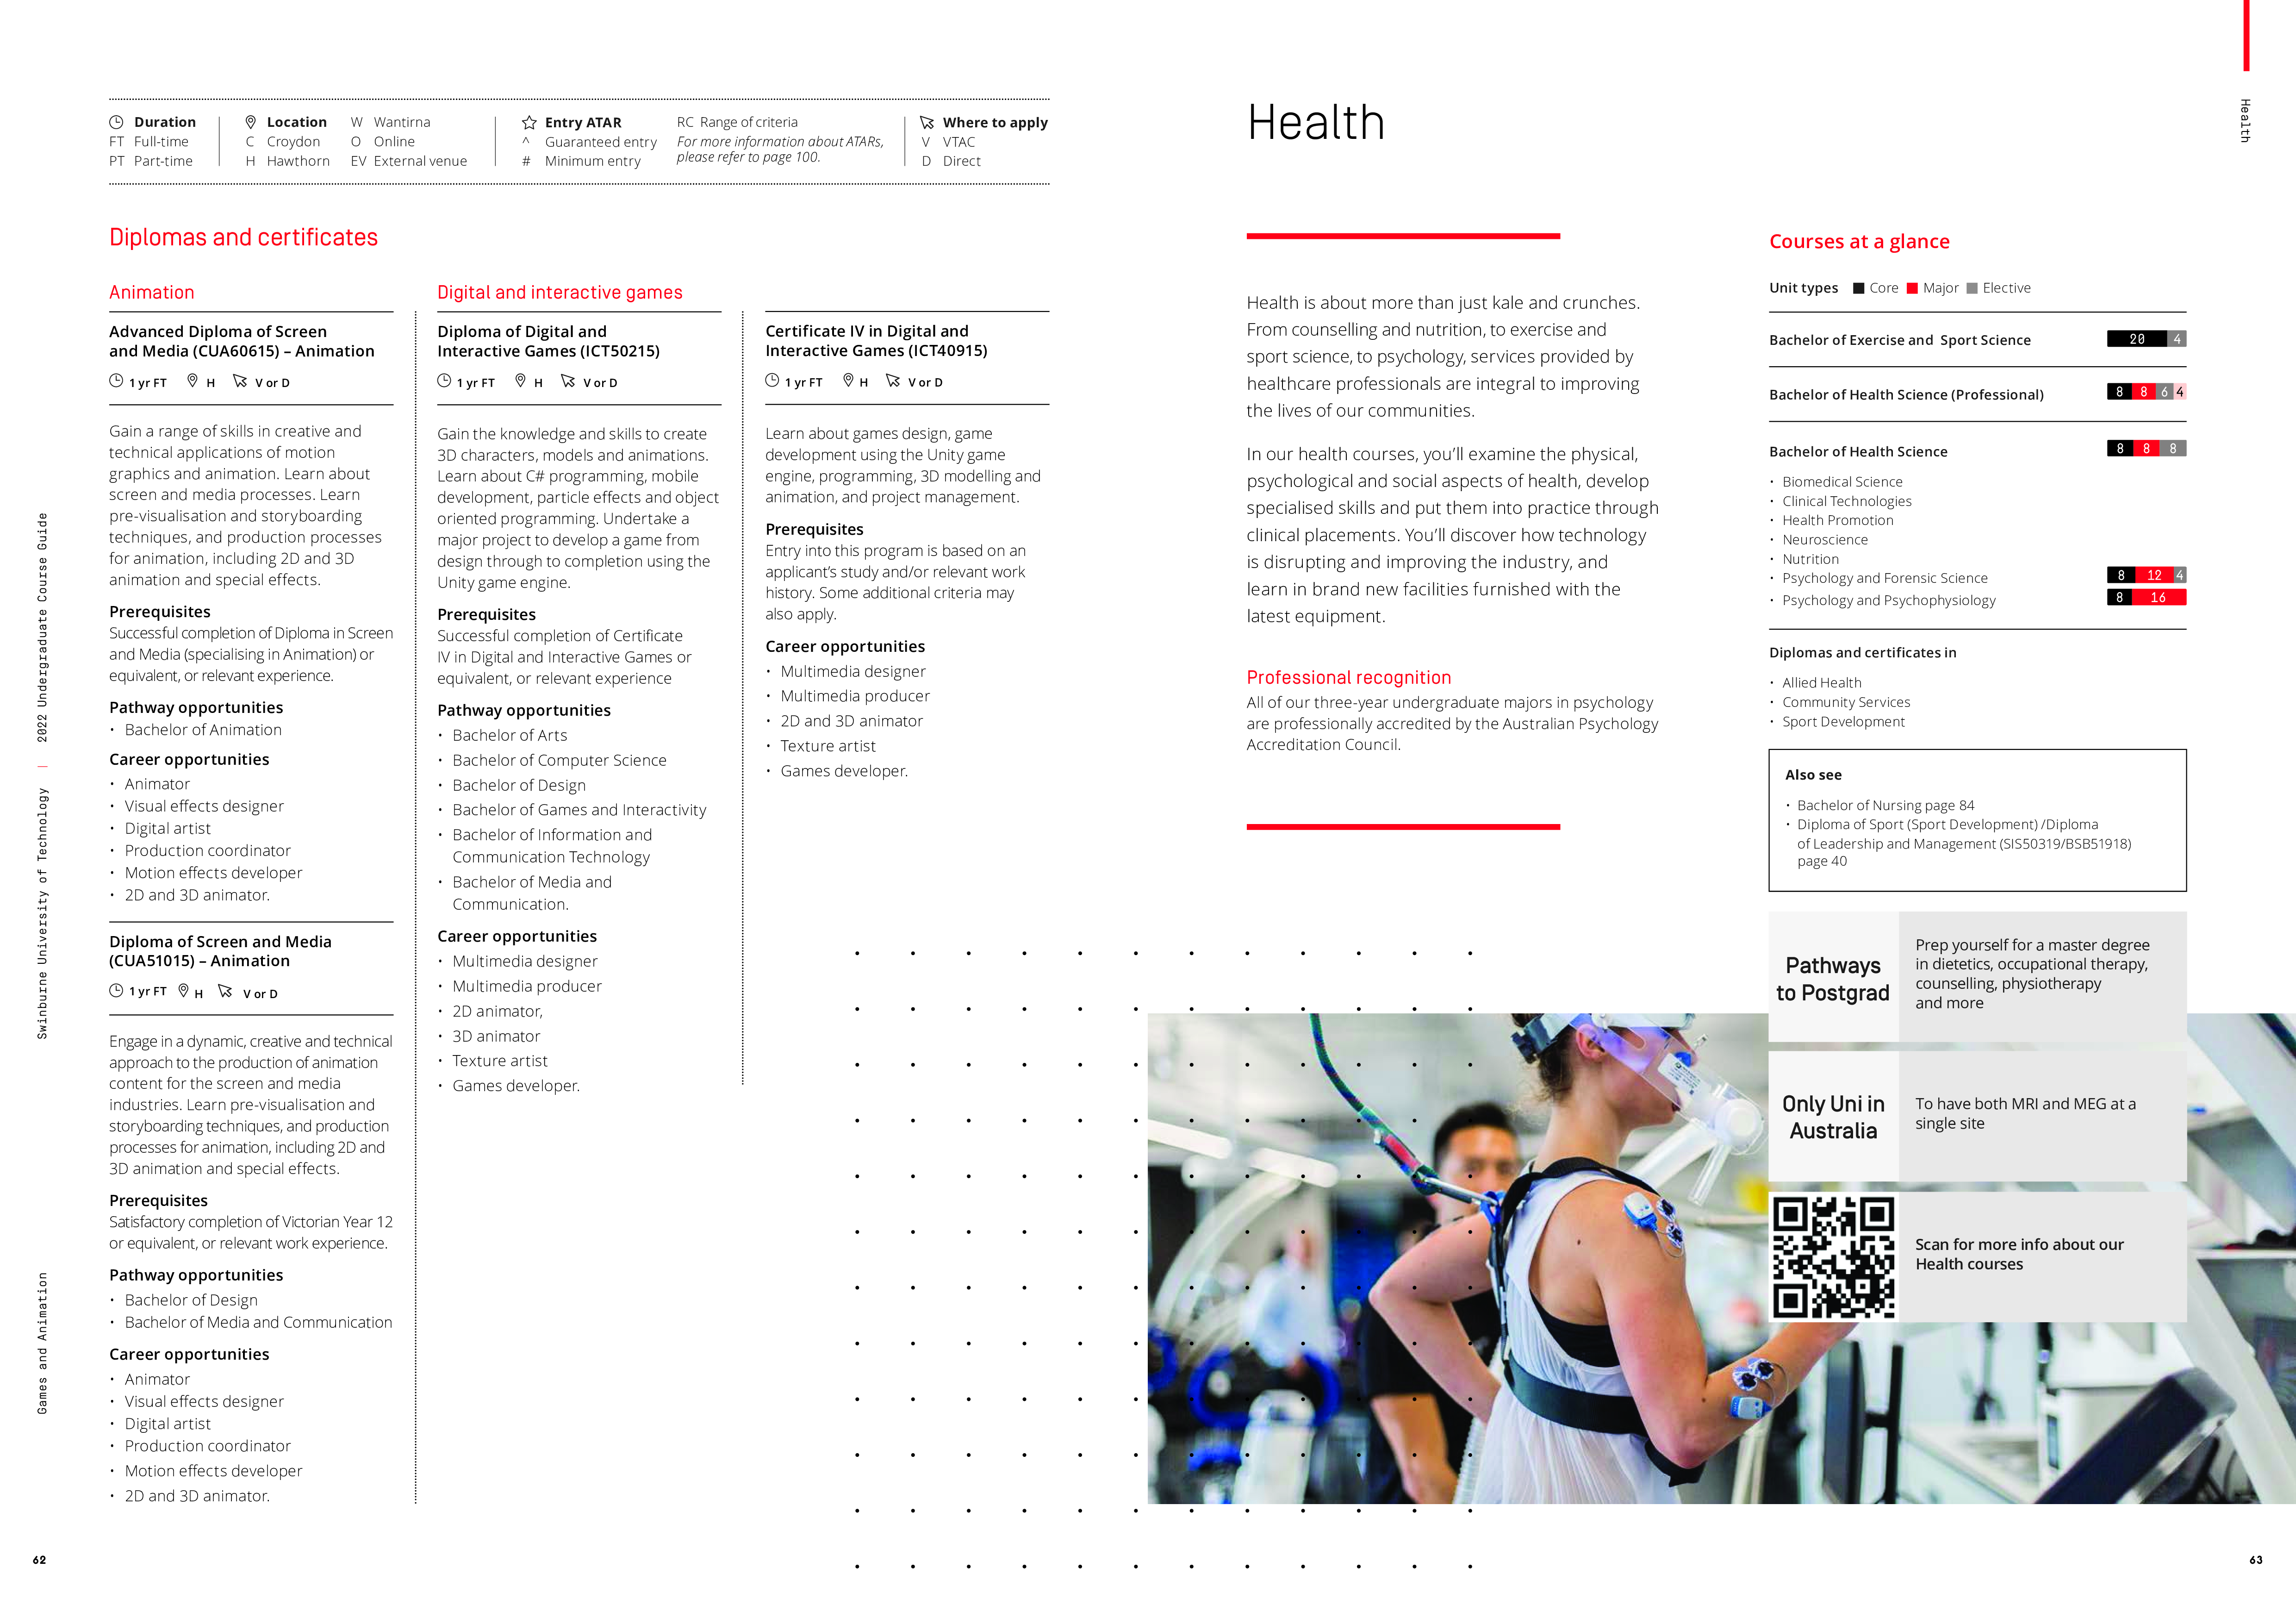 Duration
FT Full-time
PT Part-time
Location
C Croydon
H Hawthorn
W Wantirna
O Online
EV External venue
Entry ATAR
^ Guaranteed entry
# Minimum entry
RC Range of criteria
For more information about ATARs,
please refer to page 100.
Where to apply
V VTAC
D Direct
Diplomas and certificates
Animation
Advanced Diploma of Screen
and Media (CUA60615) – Animation
1 yr FT H V or D
Gain a range of skills in creative and
technical applications of motion
graphics and animation. Learn about
screen and media processes. Learn
pre-visualisation and storyboarding
techniques, and production processes
for animation, including 2D and 3D
animation and special effects.
Prerequisites
Successful completion of Diploma in Screen
and Media (specialising in Animation) or
equivalent, or relevant experience.
Pathway opportunities
• Bachelor of Animation
Career opportunities
• Animator
• Visual effects designer
• Digital artist
• Production coordinator
• Motion effects developer
• 2D and 3D animator.
Diploma of Screen and Media
(CUA51015) – Animation
1 yr FT H V or D
Engage in a dynamic, creative and technical
approach to the production of animation
content for the screen and media
industries. Learn pre-visualisation and
storyboarding techniques, and production
processes for animation, including 2D and
3D animation and special effects.
Prerequisites
Satisfactory completion of Victorian Year 12
or equivalent, or relevant work experience.
Pathway opportunities
• Bachelor of Design
• Bachelor of Media and Communication
Career opportunities
• Animator
• Visual effects designer
• Digital artist
• Production coordinator
• Motion effects developer
• 2D and 3D animator.
Digital and interactive games
Diploma of Digital and
Interactive Games (ICT50215)
1 yr FT H V or D
Gain the knowledge and skills to create
3D characters, models and animations.
Learn about C# programming, mobile
development, particle effects and object
oriented programming. Undertake a
major project to develop a game from
design through to completion using the
Unity game engine.
Prerequisites
Successful completion of Certificate
IV in Digital and Interactive Games or
equivalent, or relevant experience
Pathway opportunities
• Bachelor of Arts
• Bachelor of Computer Science
• Bachelor of Design
• Bachelor of Games and Interactivity
• Bachelor of Information and
Communication Technology
• Bachelor of Media and
Communication.
Career opportunities
• Multimedia designer
• Multimedia producer
• 2D animator,
• 3D animator
• Texture artist
• Games developer.
Certificate IV in Digital and
Interactive Games (ICT40915)
1 yr FT H V or D
Learn about games design, game
development using the Unity game
engine, programming, 3D modelling and
animation, and project management.
Prerequisites
Entry into this program is based on an
applicant's study and/or relevant work
history. Some additional criteria may
also apply.
Career opportunities
• Multimedia designer
• Multimedia producer
• 2D and 3D animator
• Texture artist
• Games developer.
Swinburne University of Technology | 2022 Undergraduate Course Guide
Games and Animation
62
Health
Health
Health is about more than just kale and crunches.
From counselling and nutrition, to exercise and
sport science, to psychology, services provided by
healthcare professionals are integral to improving
the lives of our communities.
In our health courses, you'll examine the physical,
psychological and social aspects of health, develop
specialised skills and put them into practice through
clinical placements. You'll discover how technology
is disrupting and improving the industry, and
learn in brand new facilities furnished with the
latest equipment.
Professional recognition
All of our three-year undergraduate majors in psychology
are professionally accredited by the Australian Psychology
Accreditation Council.
Courses at a glance
Unit types Core Major Elective
Bachelor of Exercise and Sport Science 20 4
Bachelor of Health Science (Professional) 8 8 6 4
Bachelor of Health Science 8 8 8
• Biomedical Science
• Clinical Technologies
• Health Promotion
• Neuroscience
• Nutrition
• Psychology and Forensic Science 8 12 4
• Psychology and Psychophysiology 8 16
Diplomas and certificates in
• Allied Health
• Community Services
• Sport Development
Also see
• Bachelor of Nursing page 84
• Diploma of Sport (Sport Development) /Diploma
of Leadership and Management (SIS50319/BSB51918)
page 40
Pathways
to Postgrad
Prep yourself for a master degree
in dietetics, occupational therapy,
counselling, physiotherapy
and more
Only Uni in
Australia
To have both MRI and MEG at a
single site
Scan for more info about our
Health courses
63